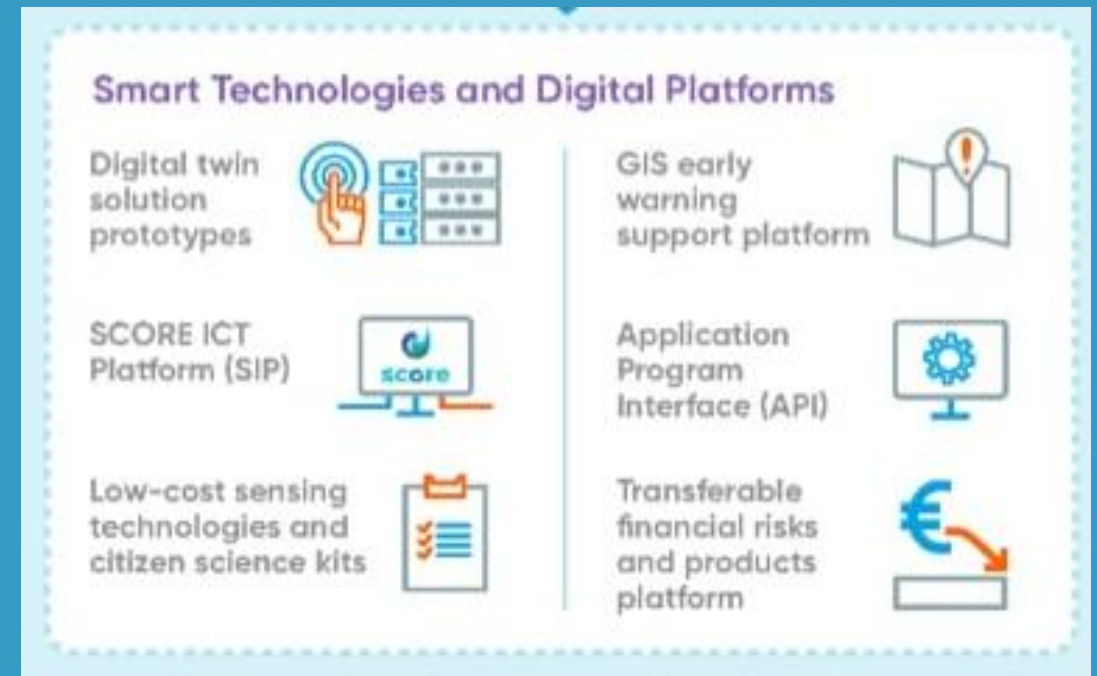 Smart Technologies and Digital Platforms
Digital twin
solution
prototypes
SCORE ICT
Platform (SIP)
score
Low-cost sensing
technologies and
citizen science kits
GIS early
warning
support platform
Application
Program
Interface (API)
Transferable
financial risks
and products
platform